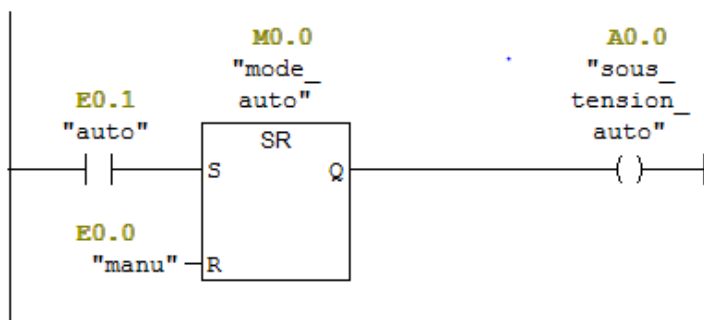 M0.0
"mode_
auto"
A0.0
"sous_
tension_
auto"
E0.1
"auto"
SR
S
Q
E0.0
"manu"
R